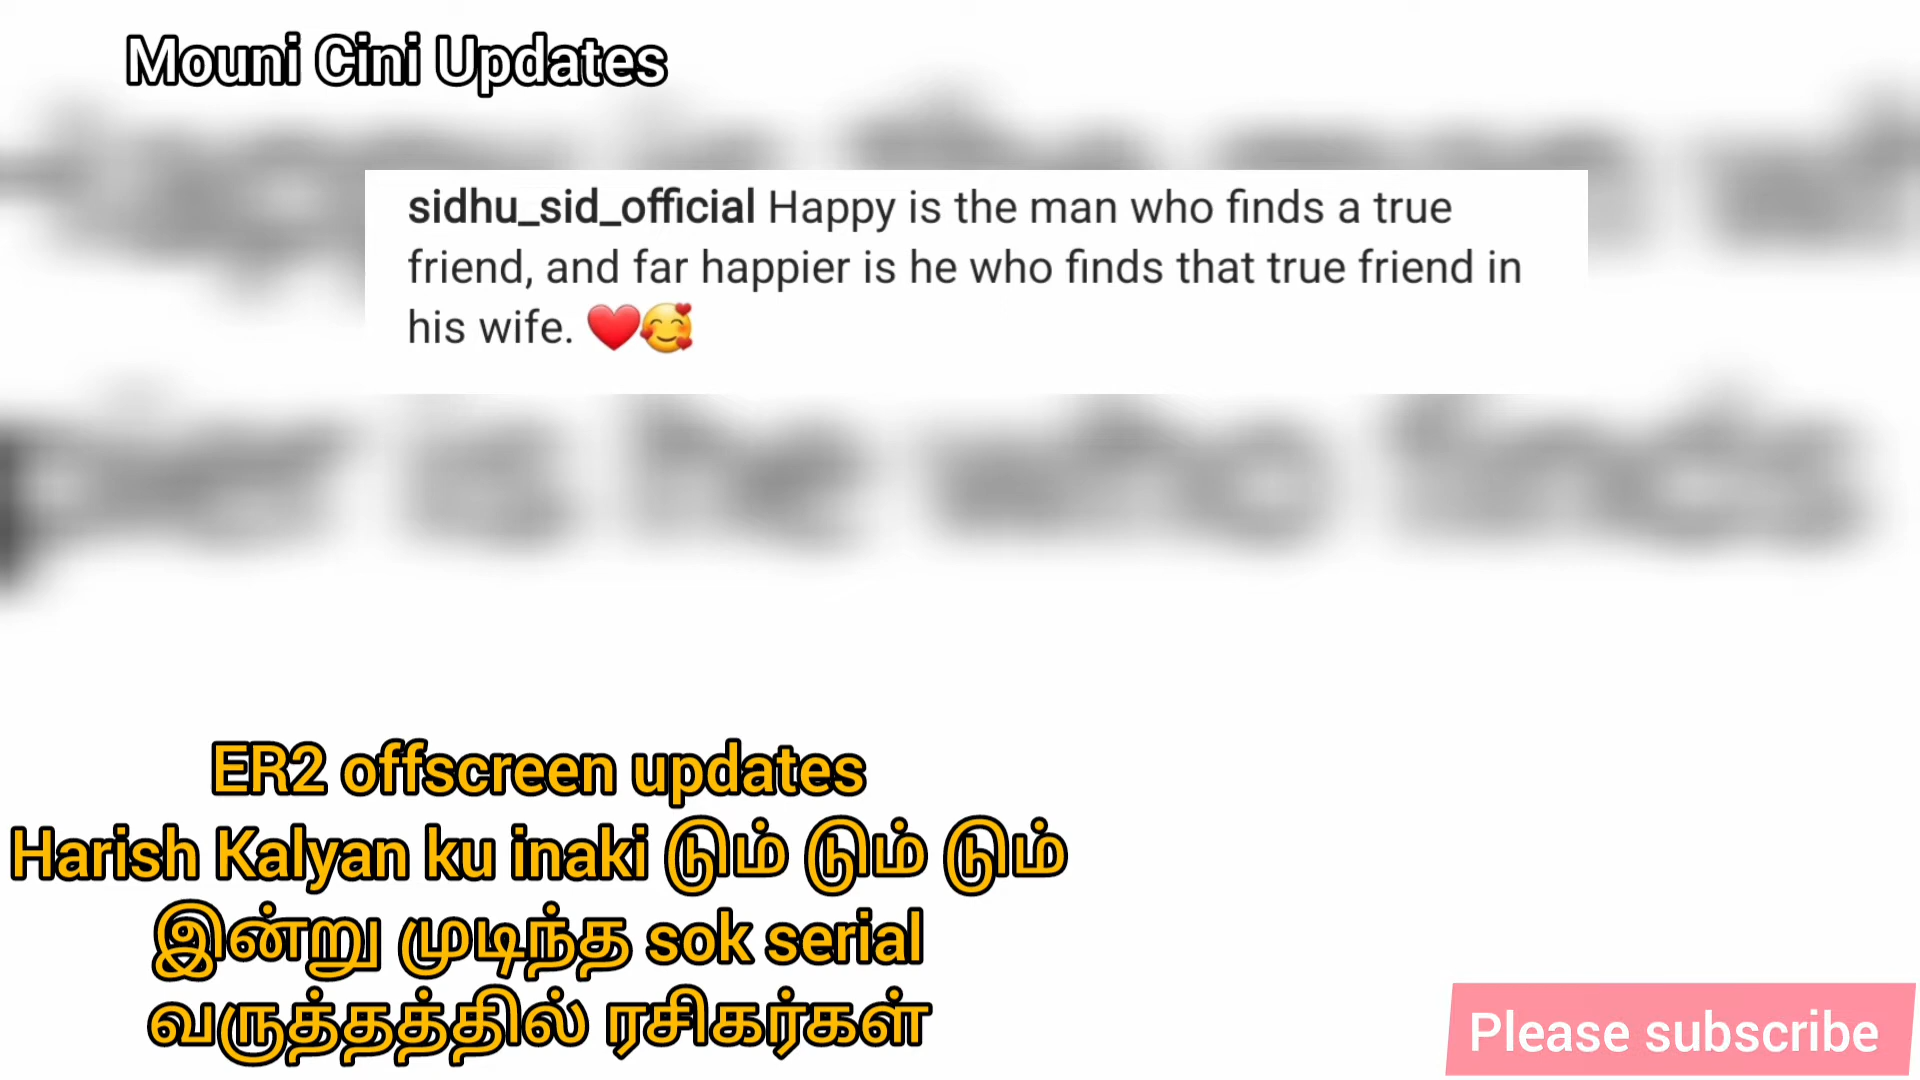 Mouni Cini Updates
sidhu_sid_official Happy is the man who finds a true
friend, and far happier is he who finds that true friend in
his wife. ❤️🥰
ER2 offscreen updates
Harish Kalyan ku inaki டும் டும் டும்
இன்று முடிந்த sok serial
வருத்தத்தில் ரசிகர்கள்
Please subscribe